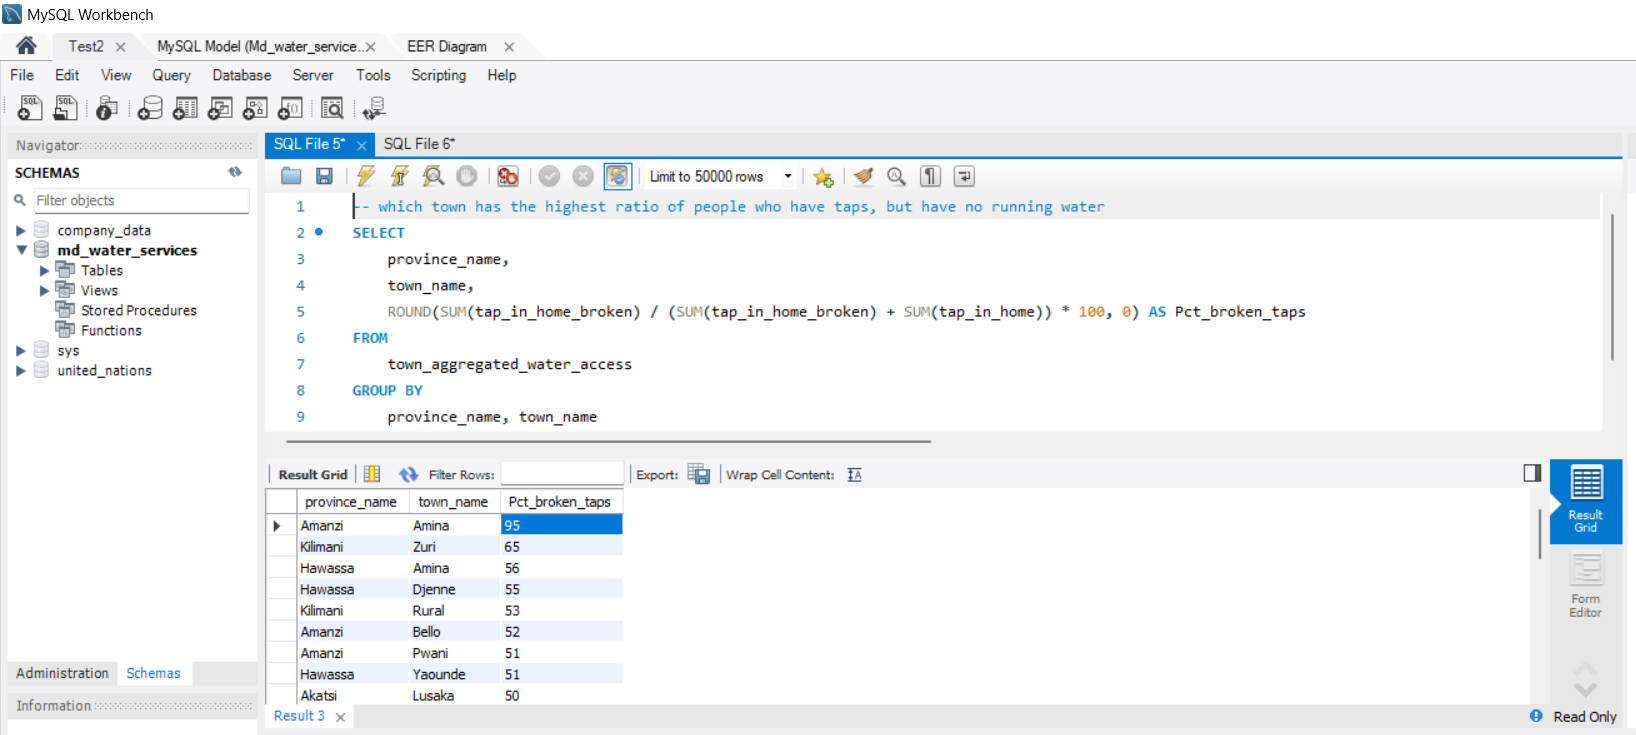 MySQL Workbench
Test2
MySQL Model (Md_water_service..
EER Diagram
File Edit View Query Database Server Tools Scripting Help
Navigator
SCHEMAS
Filter objects
company_data
md_water_services
Tables
Views
Stored Procedures
Functions
sys
united_nations
Administration Schemas
Information
SQL File 5* SQL File 6*
Limit to 50000 rows
1 -- which town has the highest ratio of people who have taps, but have no running water
2 SELECT
3 province_name,
4 town_name,
5 ROUND(SUM(tap_in_home_broken) / (SUM(tap_in_home_broken) + SUM(tap_in_home)) * 100, 0) AS Pct_broken_taps
6 FROM
7 town_aggregated_water_access
8 GROUP BY
9 province_name, town_name
Result Grid Filter Rows: Export: Wrap Cell Content:
province_name town_name Pct_broken_taps
Amanzi Amina 95
Kilimani Zuri 65
Hawassa Amina 56
Hawassa Djenne 55
Kilimani Rural 53
Amanzi Bello 52
Amanzi Pwani 51
Hawassa Yaounde 51
Akatsi Lusaka 50
Result
Grid
Form
Editor
Result 3
Read Only